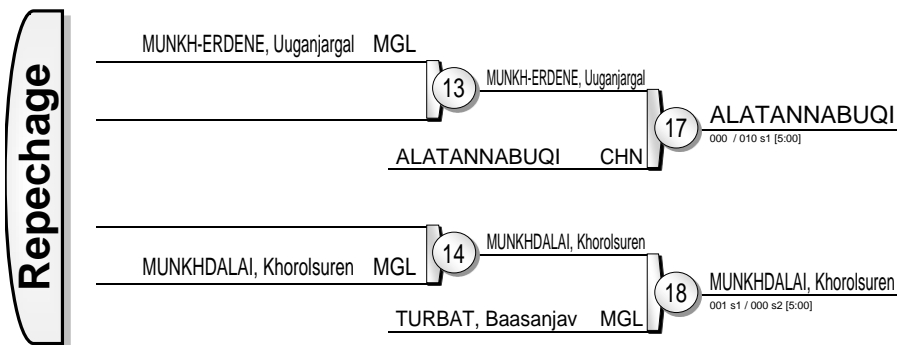 Repechage
MUNKH-ERDENE, Uuganjargal MGL
13
MUNKH-ERDENE, Uuganjargal
ALATANNABUQI CHN
17
ALATANNABUQI
000 / 010 s1 [5:00]
14
MUNKHDALAI, Khorolsuren MGL
MUNKHDALAI, Khorolsuren
TURBAT, Baasanjav MGL
18
MUNKHDALAI, Khorolsuren
001 s1 / 000 s2 [5:00]